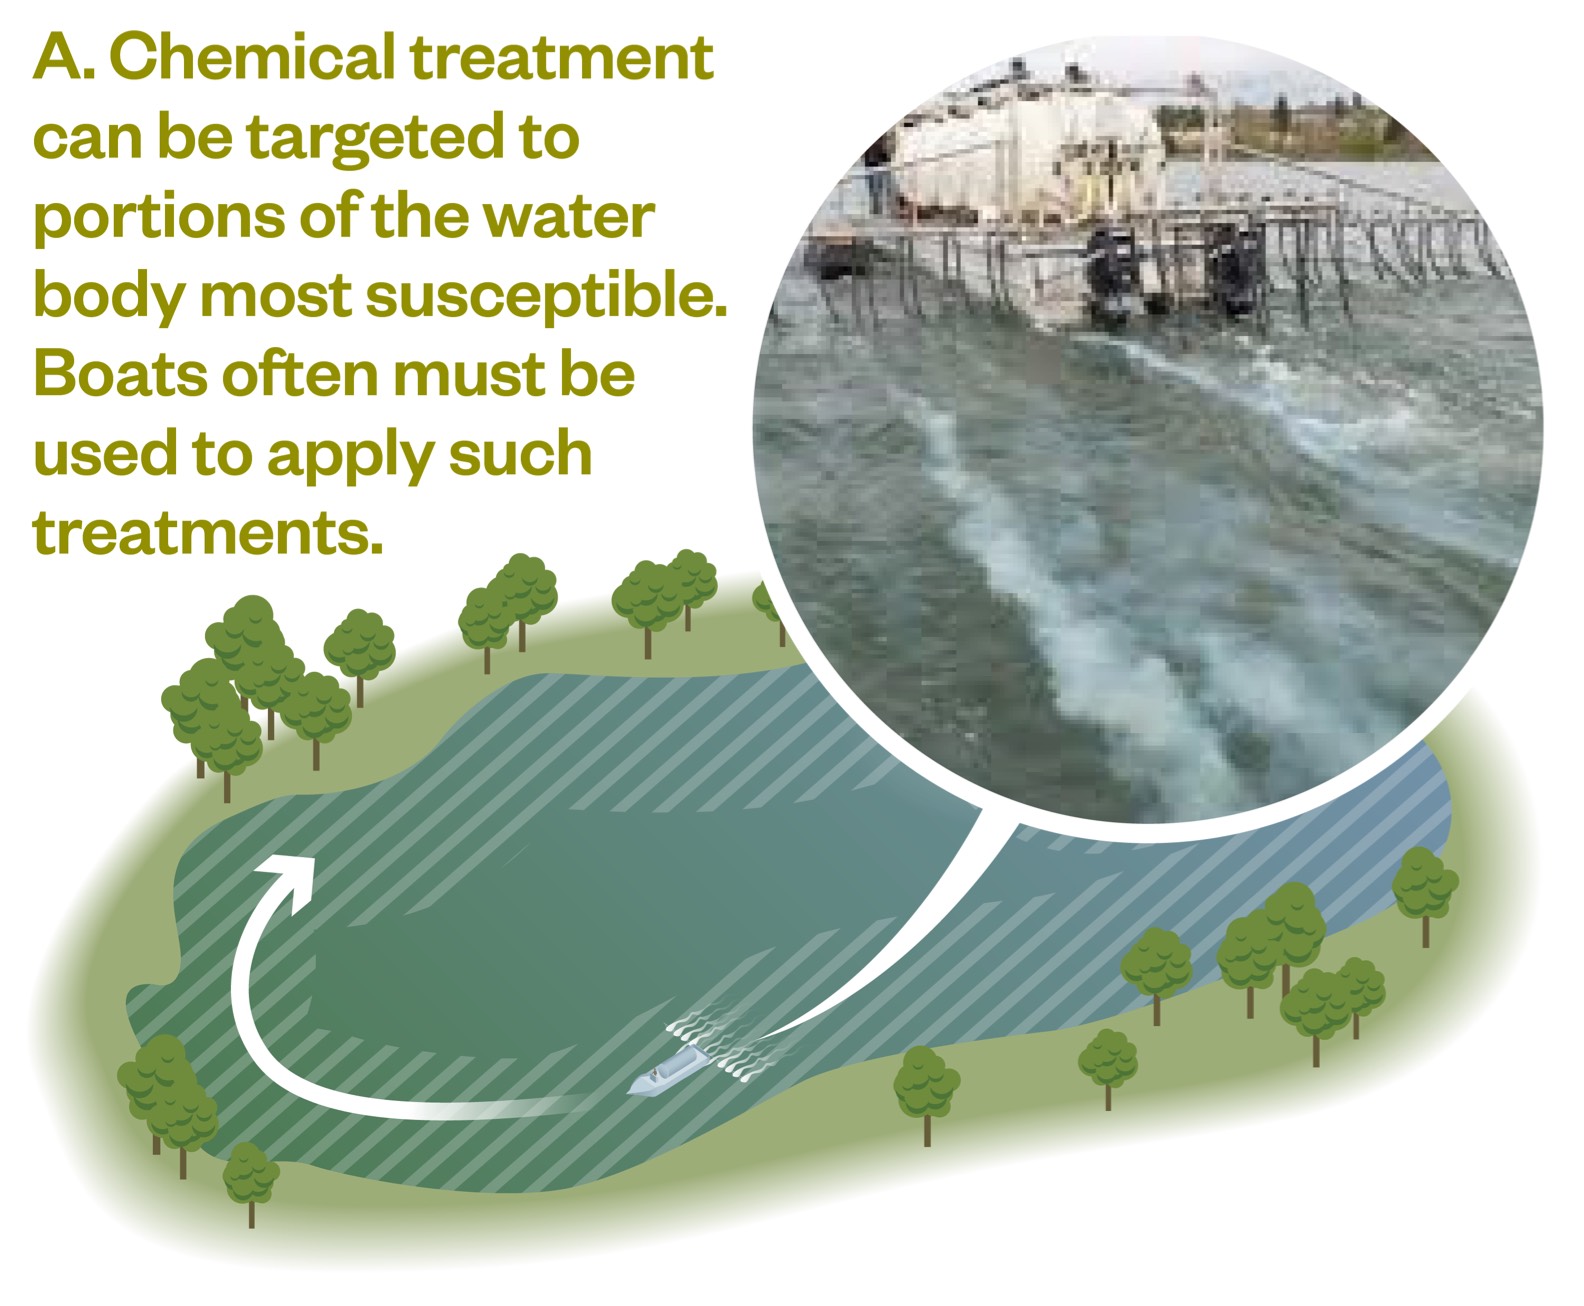 A. Chemical treatment
can be targeted to
portions of the water
body most susceptible.
Boats often must be
used to apply such
treatments.